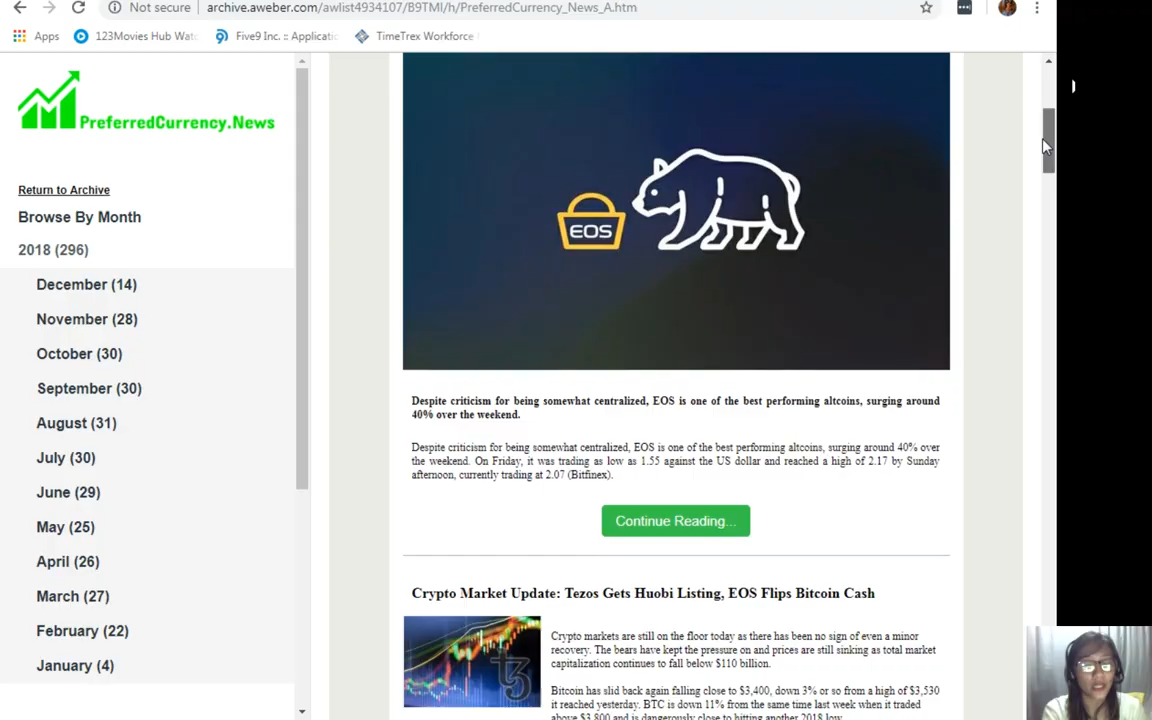 Not secure archive.aweber.com/awlist4934107/B9TMI/h/PreferredCurrency_News_A.htm
Apps 123Movies Hub Wat Five9 Inc. :: Applicati TimeTrex Workforce
PreferredCurrency.News
Return to Archive
Browse By Month
2018 (296)
December (14)
November (28)
October (30)
September (30)
August (31)
July (30)
June (29)
May (25)
April (26)
March (27)
February (22)
January (4)
EOS
Despite criticism for being somewhat centralized, EOS is one of the best performing altcoins, surging around
40% over the weekend.
Despite criticism for being somewhat centralized, EOS is one of the best performing altcoins, surging around 40% over
the weekend. On Friday, it was trading as low as 1.55 against the US dollar and reached a high of 2.17 by Sunday
afternoon, currently trading at 2.07 (Bitfinex).
Continue Reading...
Crypto Market Update: Tezos Gets Huobi Listing, EOS Flips Bitcoin Cash
Crypto markets are still on the floor today as there has been no sign of even a minor
recovery. The bears have kept the pressure on and prices are still sinking as total market
capitalization continues to fall below $110 billion.
Bitcoin has slid back again falling close to $3,400, down 3% or so from a high of $3,530
it reached yesterday. BTC is down 11% from the same time last week when it traded
above $3,800 and is dangerously close to hitting another 2018 low.